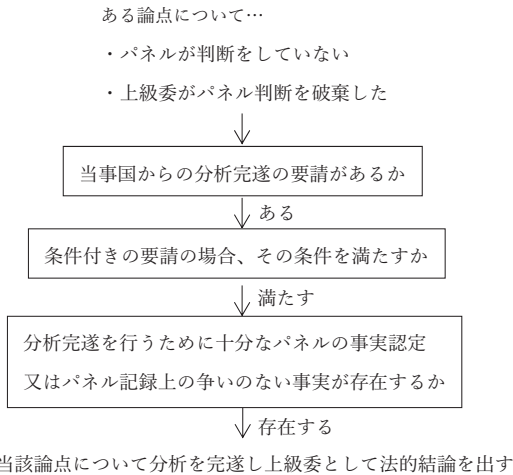 ある論点について…
・パネルが判断をしていない
・上級委がパネル判断を破棄した
当事国からの分析完遂の要請があるか
ある
条件付きの要請の場合、その条件を満たすか
満たす
分析完遂を行うために十分なパネルの事実認定
又はパネル記録上の争いのない事実が存在するか
存在する
当該論点について分析を完遂し上級委として法的結論を出す